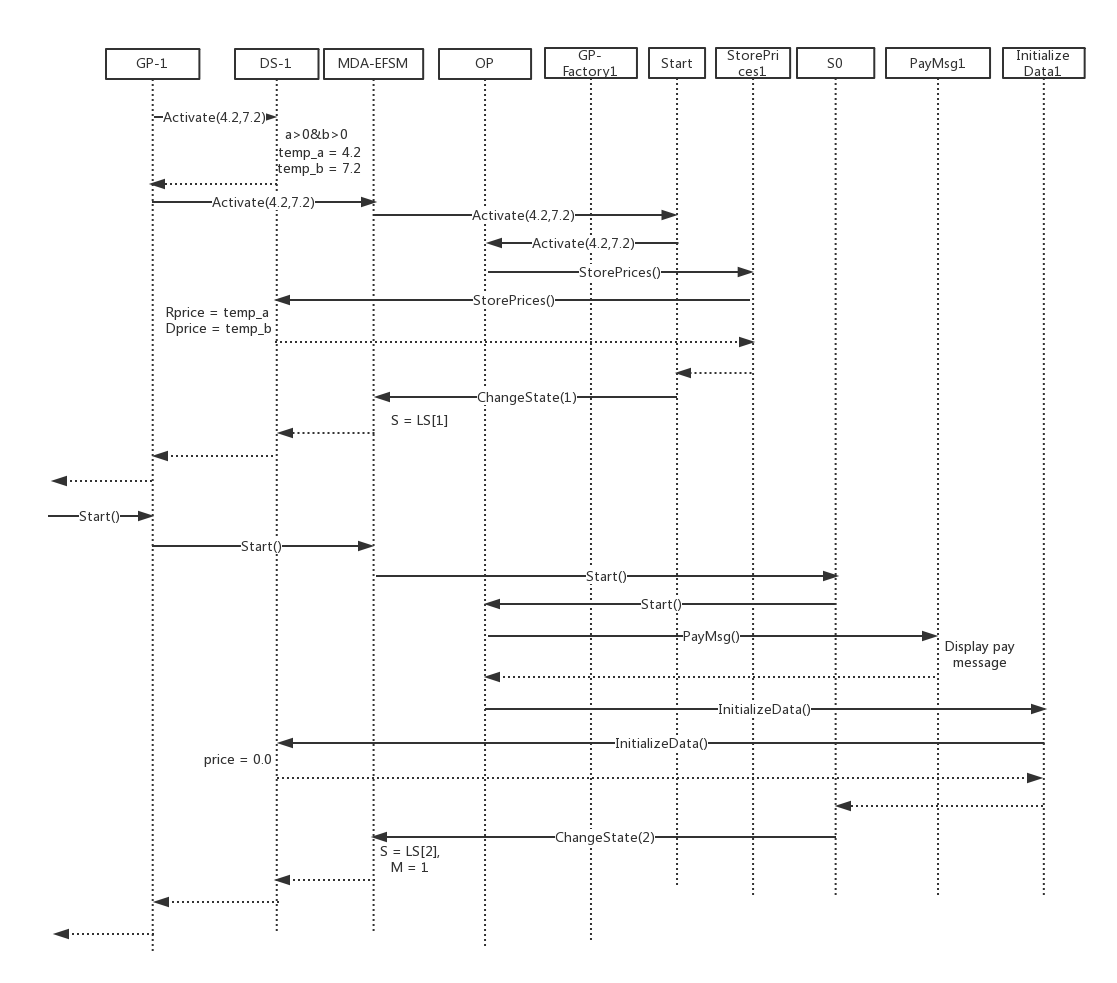 GP-1
DS-1
MDA-EFSM
OP
GP-
Factory1
Start
StorePri
ces1
S0
PayMsg1
Initialize
Data1
Activate(4.2,7.2)
a>0&b>0
temp_a = 4.2
temp_b = 7.2
Activate(4.2,7.2)
Activate(4.2,7.2)
Activate(4.2,7.2)
StorePrices()
StorePrices()
Rprice = temp_a
Dprice = temp_b
ChangeState(1)
S = LS[1]
Start()
Start()
Start()
Start()
PayMsg()
Display pay
message
InitializeData()
InitializeData()
price = 0.0
ChangeState(2)
S = LS[2],
M = 1